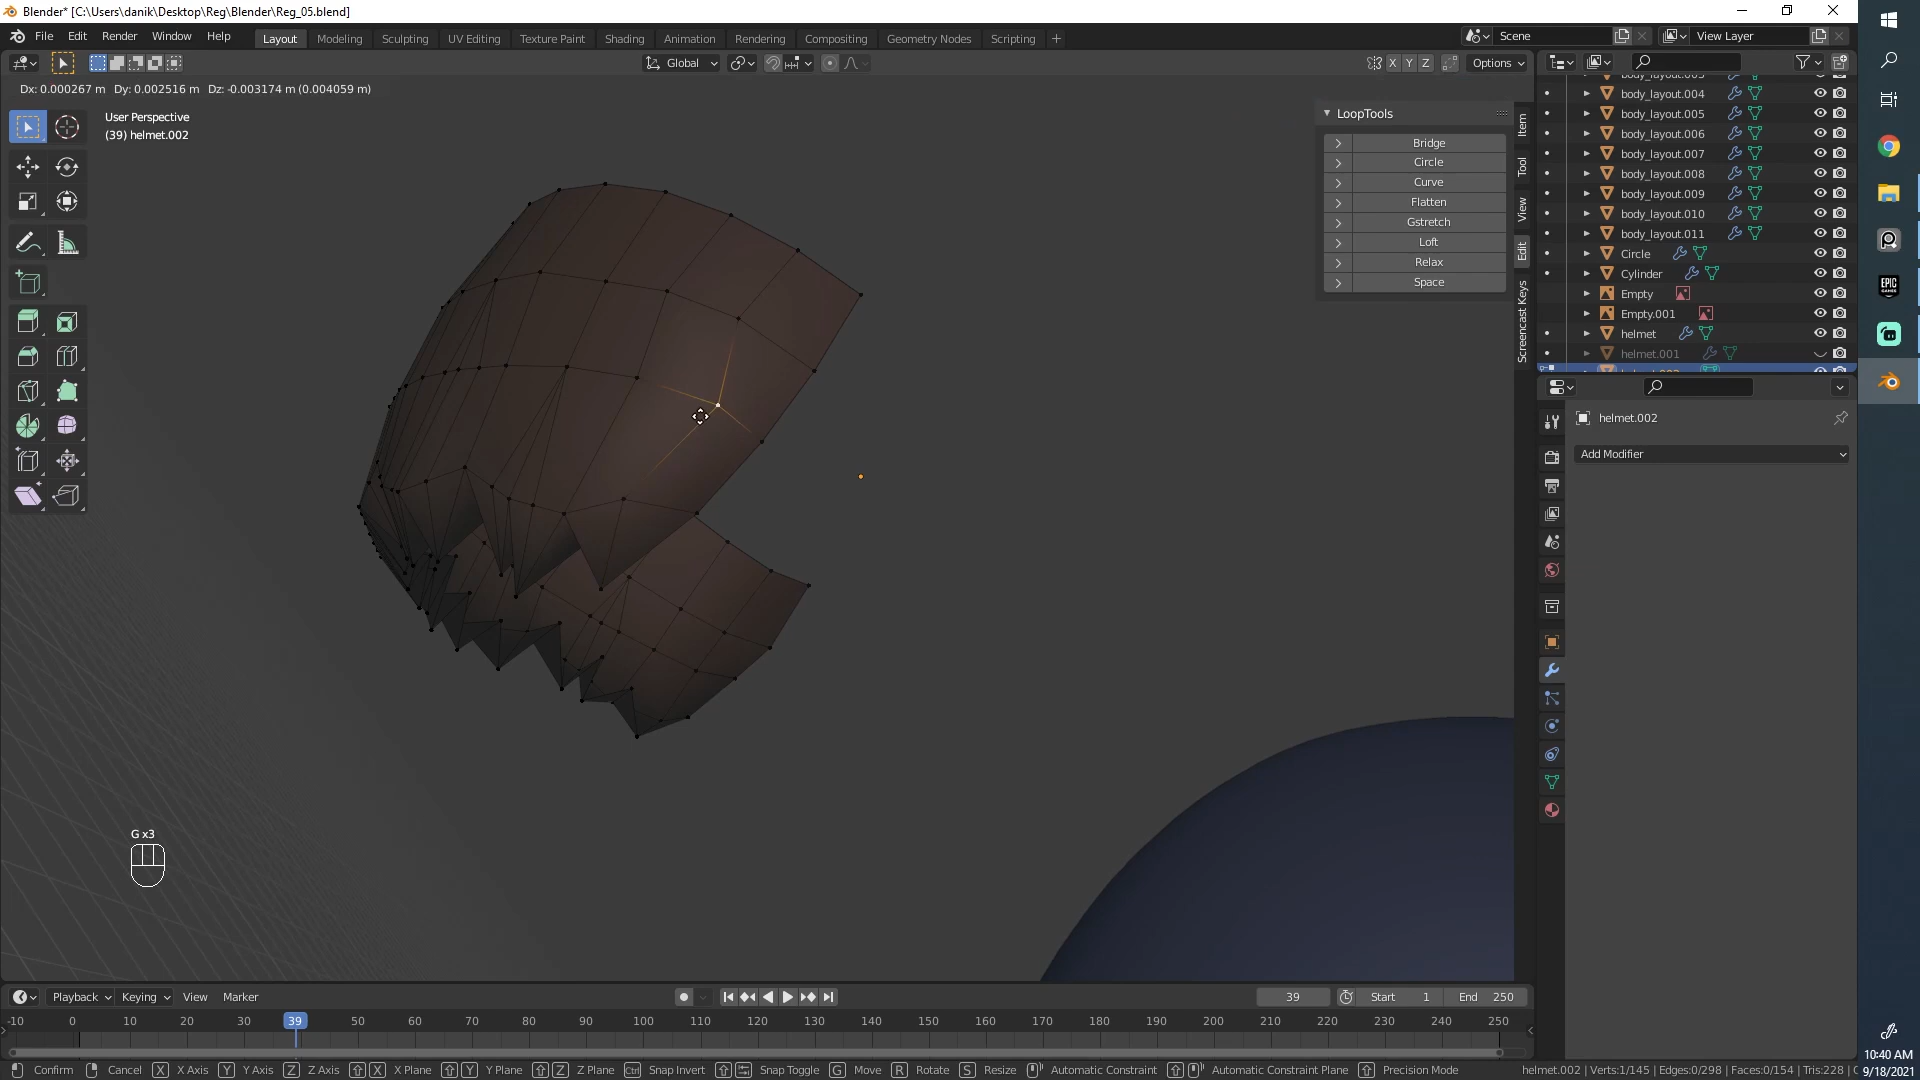 Blender* [C:\Users\danik\Desktop\Reg\Blender\Reg_05.blend]
File Edit Render Window Help
Layout Modeling Sculpting UV Editing Texture Paint Shading Animation Rendering Compositing Geometry Nodes Scripting +
Scene
View Layer
Global
X Y Z
Options
Dx: 0.000267 m Dy: 0.002516 m Dz: -0.003174 m (0.004059 m)
User Perspective
(39) helmet.002
LoopTools
Bridge
Circle
Curve
Flatten
Gstretch
Loft
Relax
Space
Item
Tool
View
Edit
Screencast Keys
body_layout.004
body_layout.005
body_layout.006
body_layout.007
body_layout.008
body_layout.009
body_layout.010
body_layout.011
Circle
Cylinder
Empty
Empty.001
helmet
helmet.001
helmet.002
Add Modifier
EPIC
GAMES
G x3
Playback Keying View Marker
39
Start 1
End 250
-10 0 10 20 30 39 50 60 70 80 90 100 110 120 130 140 150 160 170 180 190 200 210 220 230 240 250
Confirm Cancel X X Axis Y Y Axis Z Z Axis X X Plane Y Y Plane Z Z Plane Ctrl Snap Invert Snap Toggle G Move R Rotate S Resize Automatic Constraint Automatic Constraint Plane Precision Mode
helmet.002 | Verts:1/145 | Edges:0/298 | Faces:0/154 | Tris:228 |
10:40 AM
9/18/2021